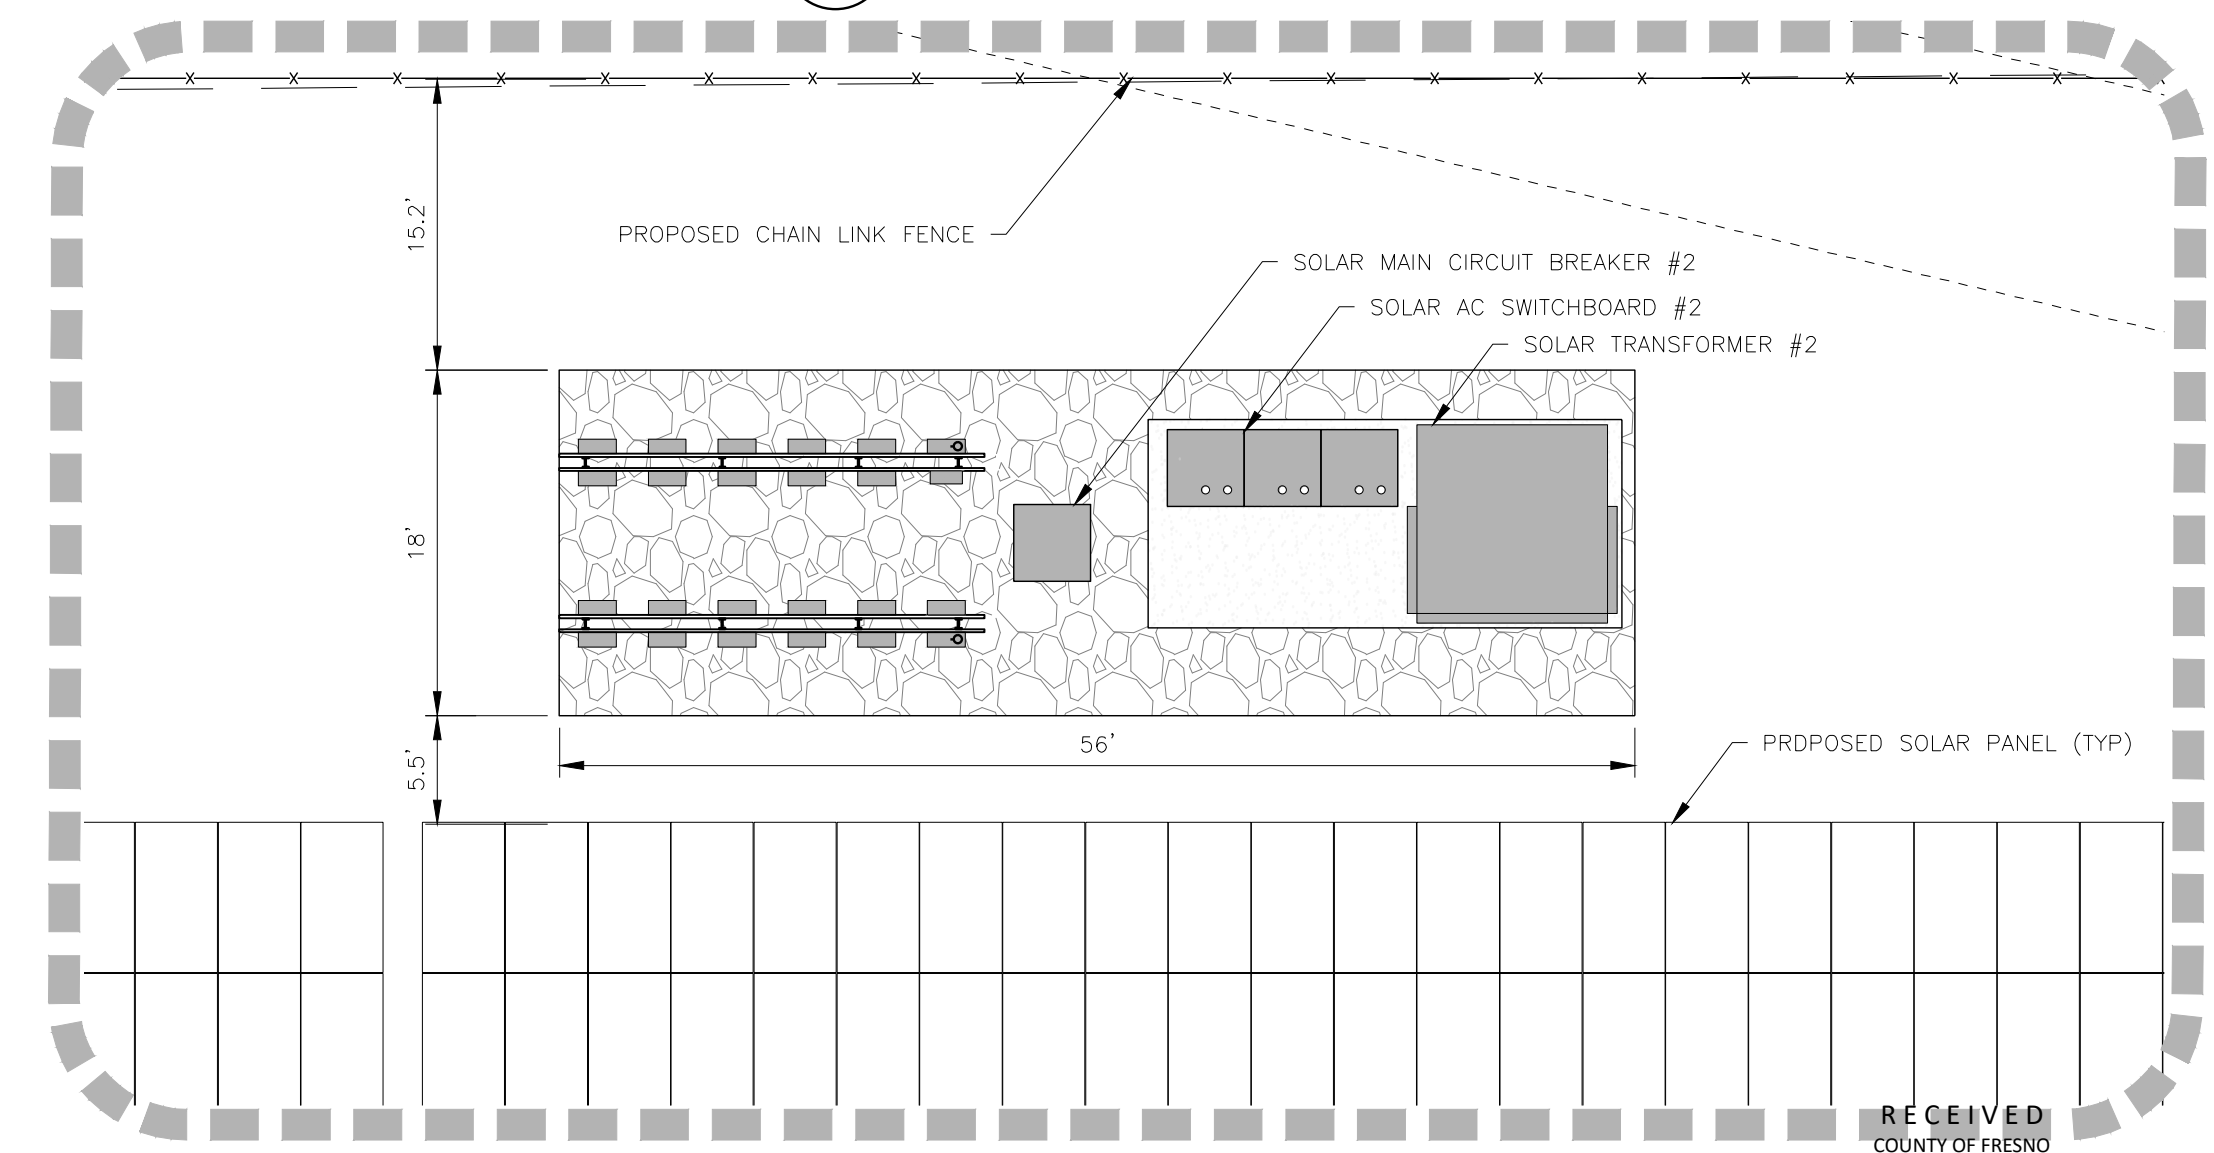 15.2'
PROPOSED CHAIN LINK FENCE
SOLAR MAIN CIRCUIT BREAKER #2
SOLAR AC SWITCHBOARD #2
SOLAR TRANSFORMER #2
18'
56'
5.5'
PRDPOSED SOLAR PANEL (TYP)
RECEIVED
COUNTY OF FRESNO